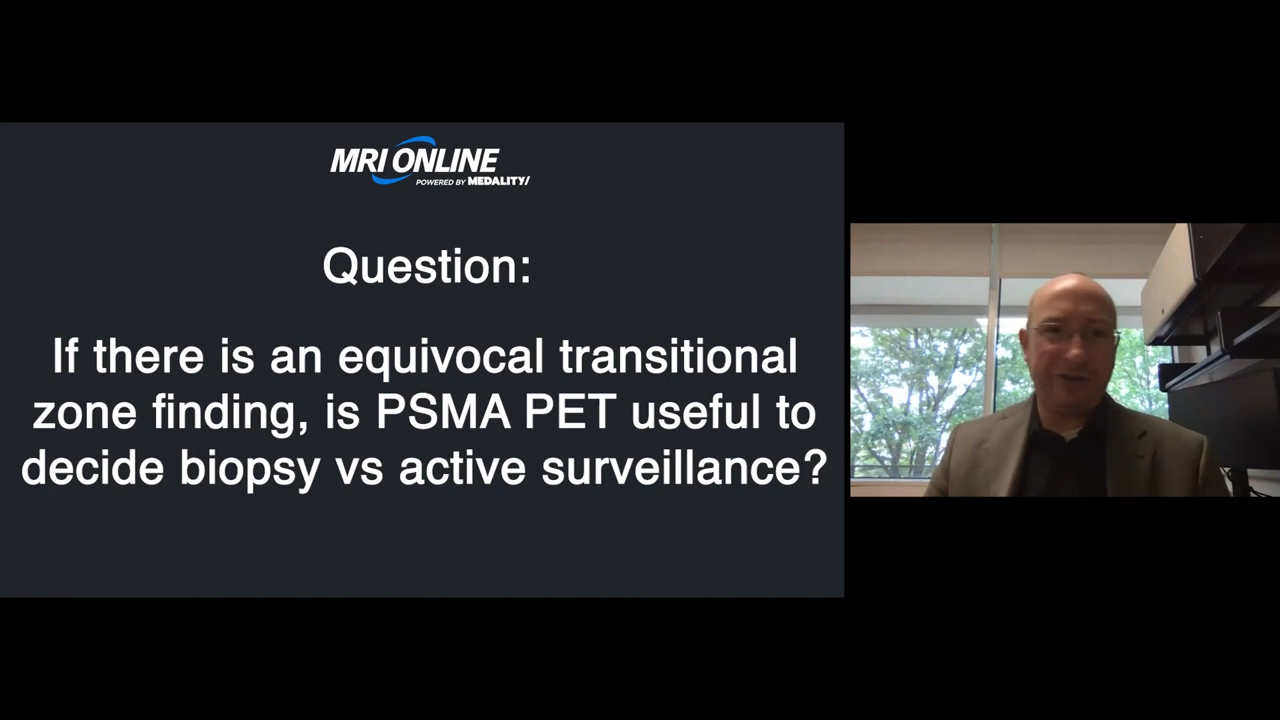 MRI ONLINE
POWERED BY MEDALITY/
Question:
If there is an equivocal transitional
zone finding, is PSMA PET useful to
decide biopsy vs active surveillance?